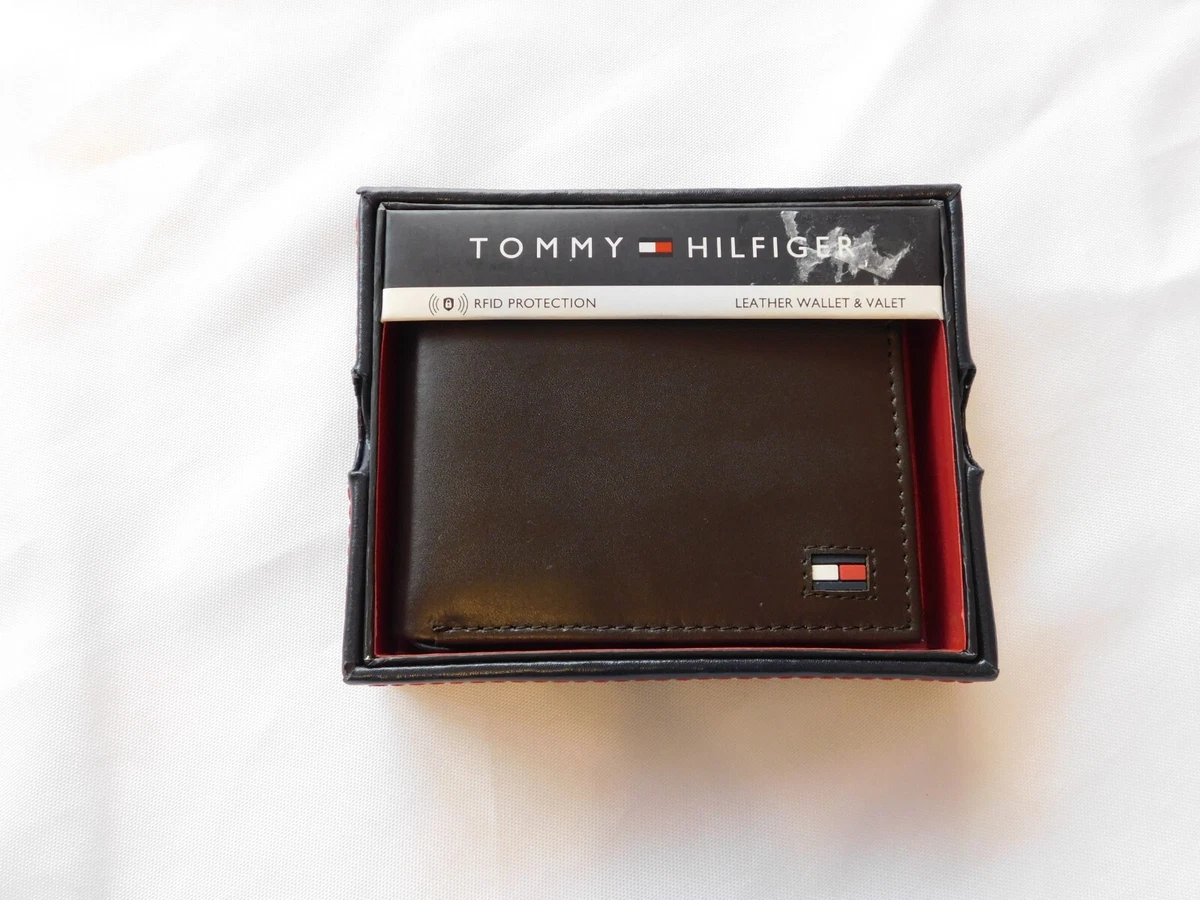 TOMMY HILFIGER
RFID PROTECTION LEATHER WALLET & VALET